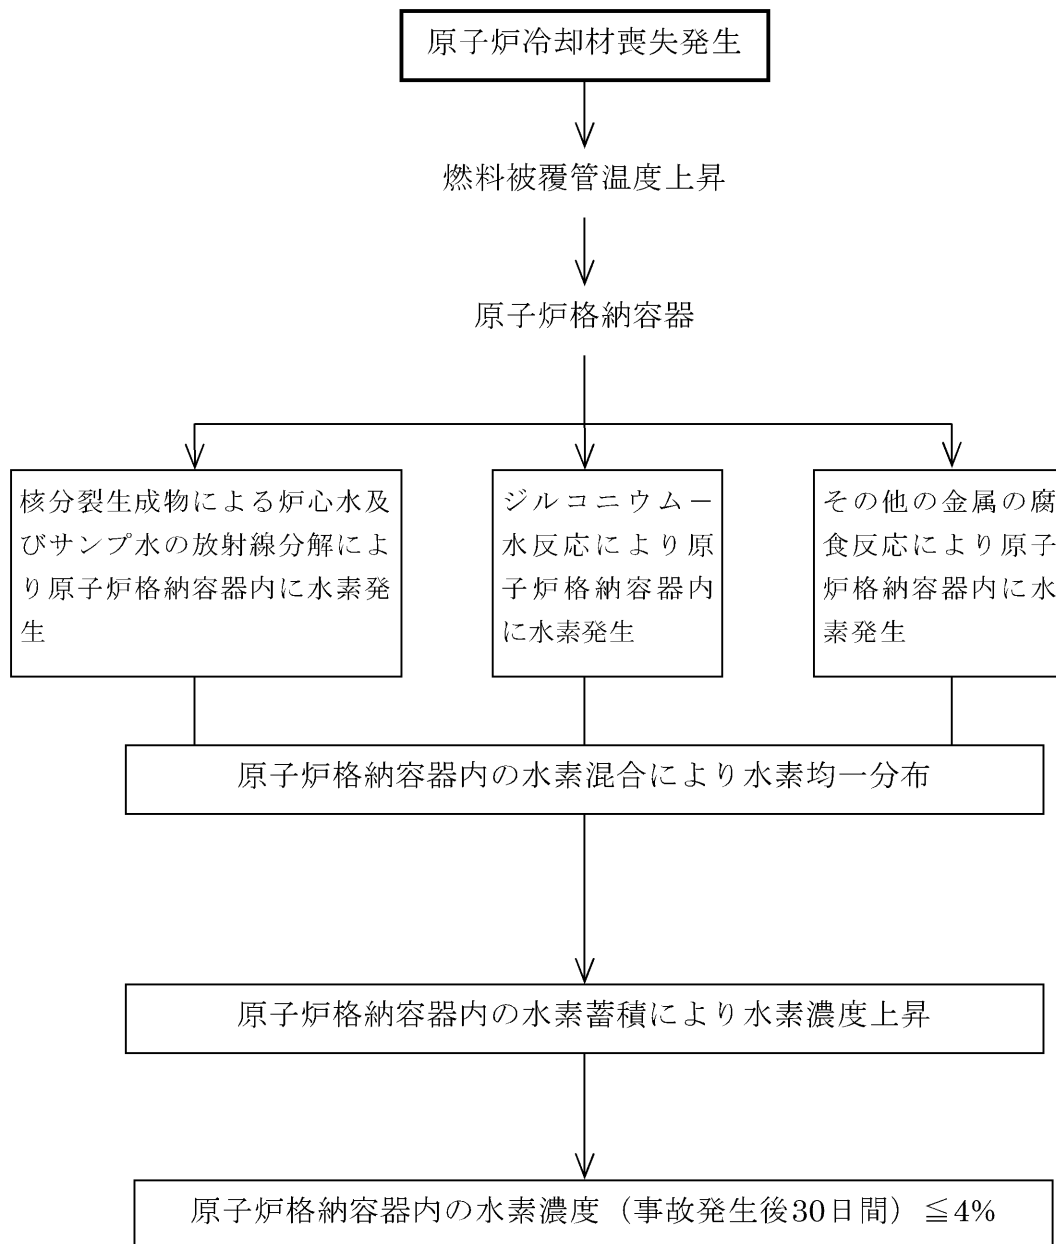 原子炉冷却材喪失発生
燃料被覆管温度上昇
原子炉格納容器
核分裂生成物による炉心水及
びサンプ水の放射線分解によ
り原子炉格納容器内に水素発
生
ジルコニウム－
水反応により原
子炉格納容器内
に水素発生
その他の金属の腐
食反応により原子
炉格納容器内に水
素発生
原子炉格納容器内の水素混合により水素均一分布
原子炉格納容器内の水素蓄積により水素濃度上昇
原子炉格納容器内の水素濃度（事故発生後30日間）≦4%